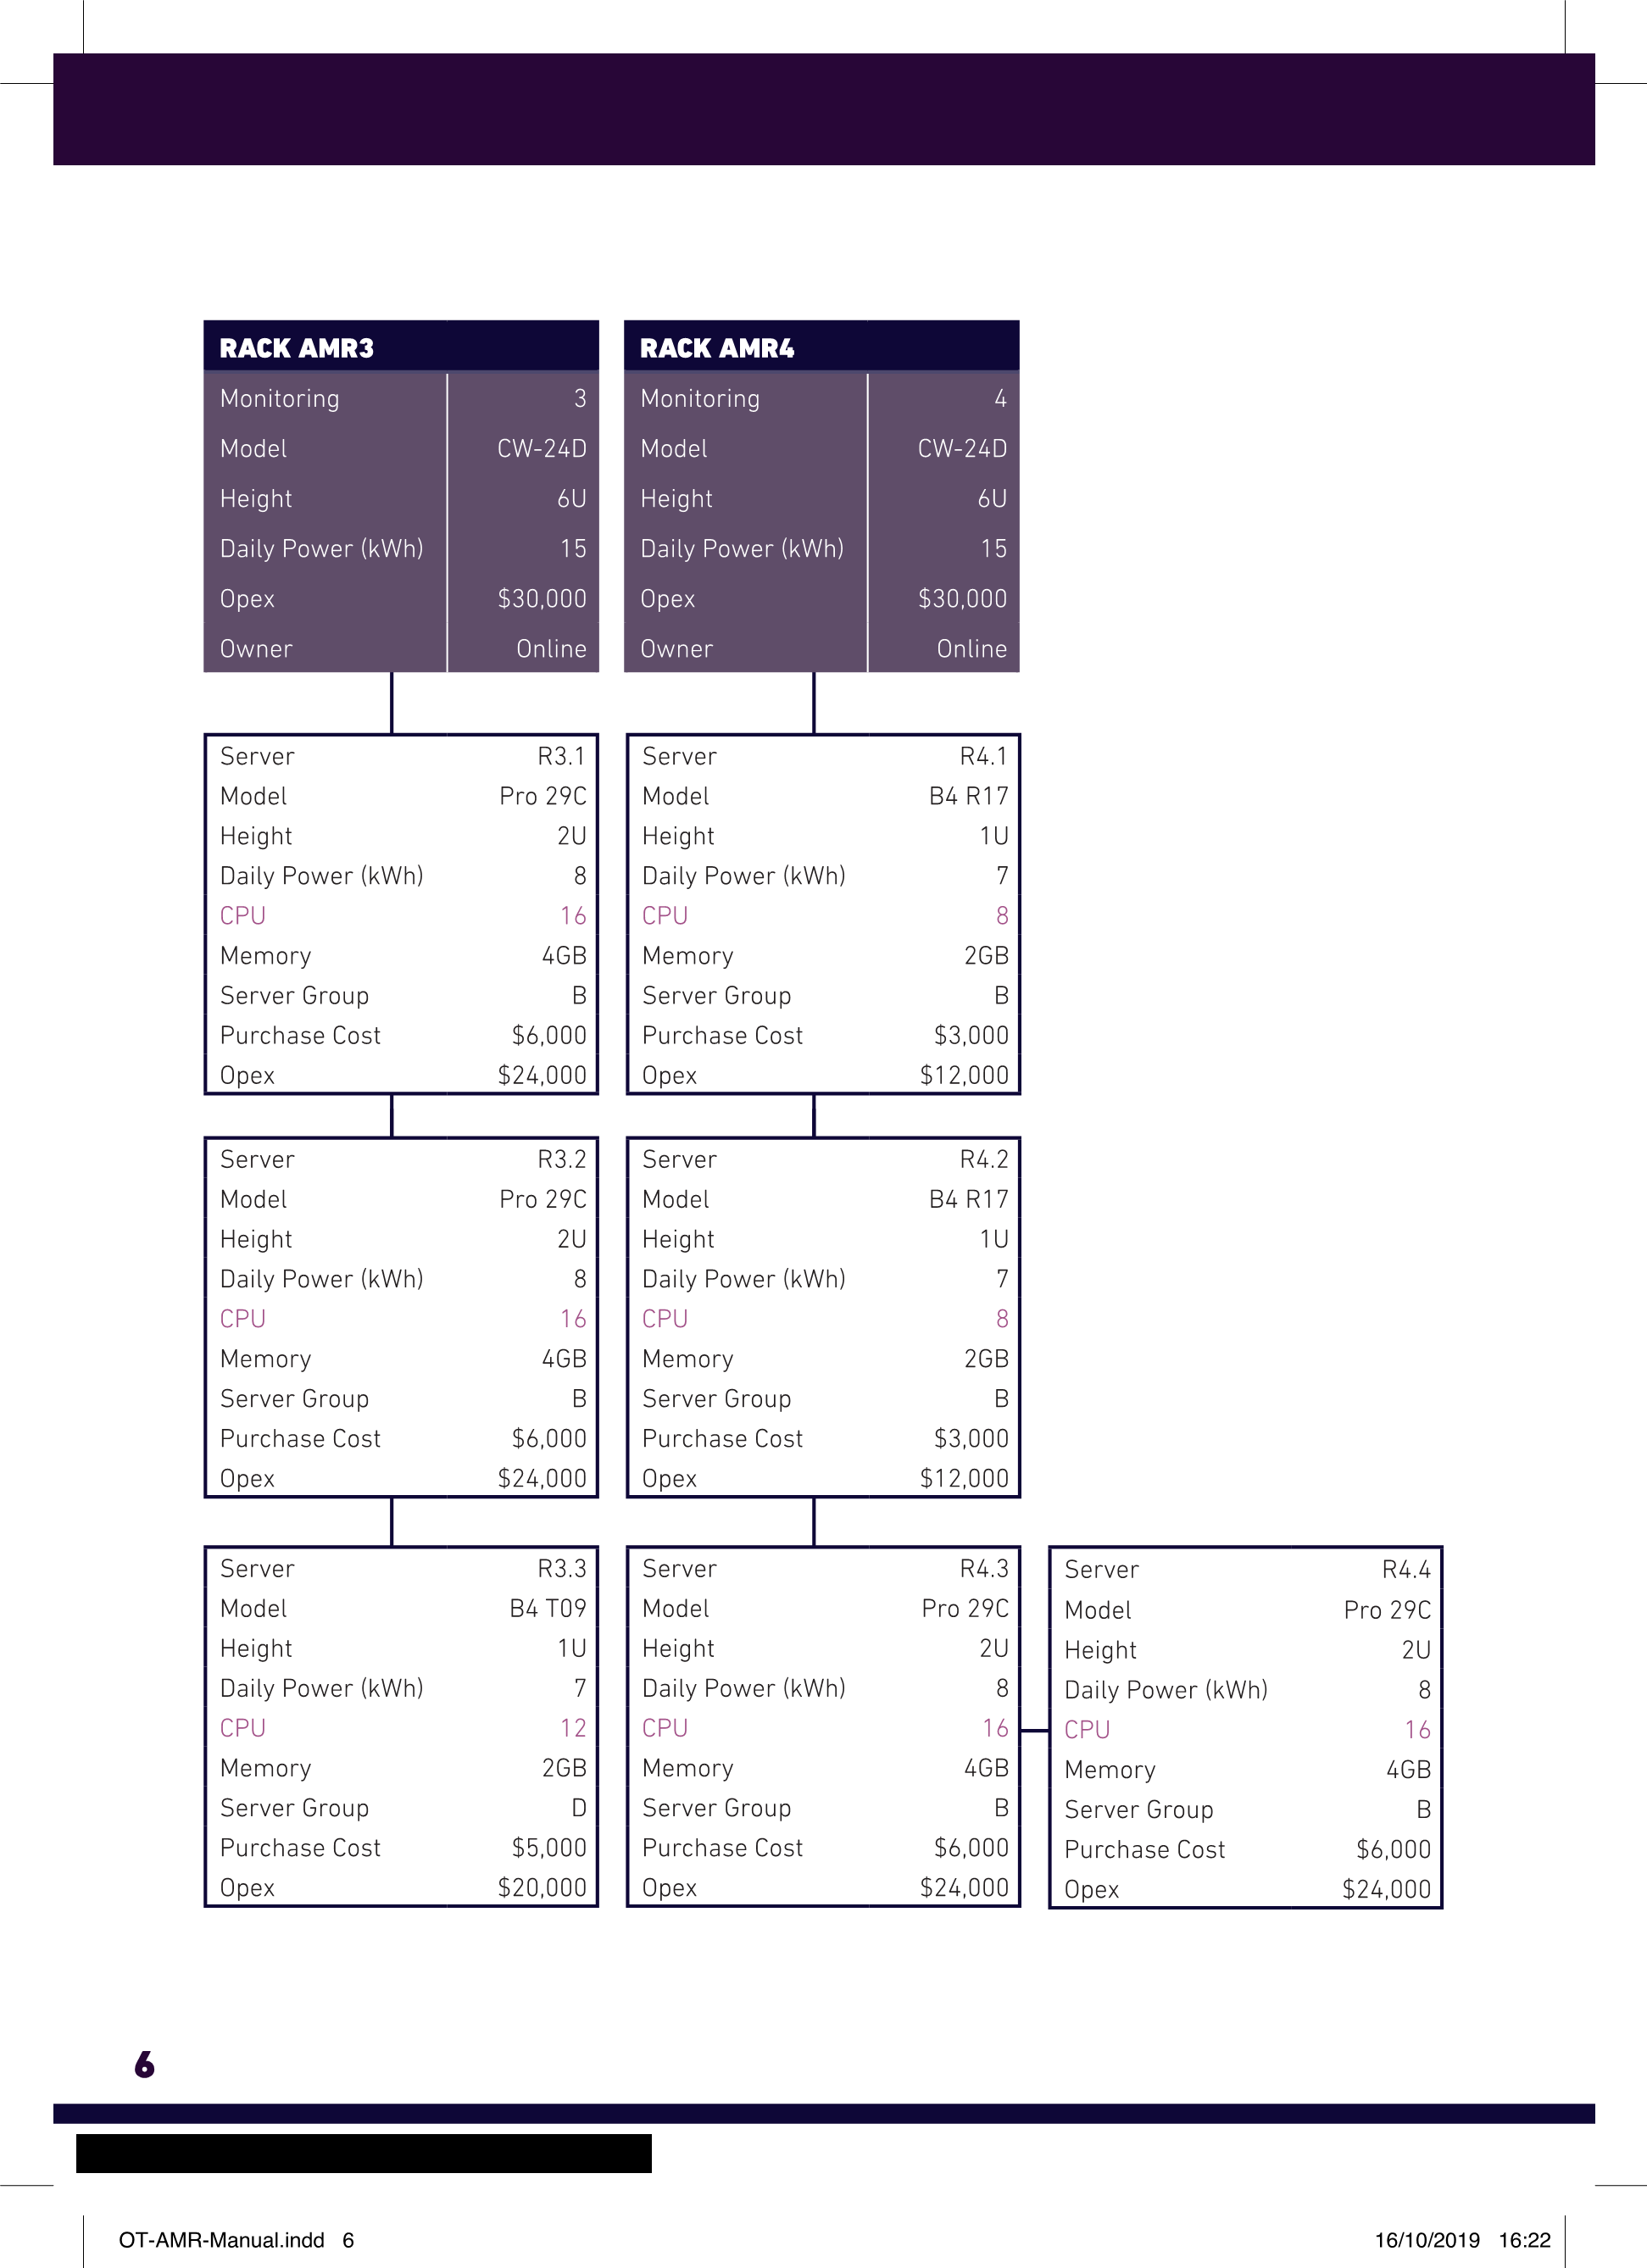 RACK AMR3
Monitoring 3
Model CW-24D
Height 6U
Daily Power (kWh) 15
Opex $30,000
Owner Online
RACK AMR4
Monitoring 4
Model CW-24D
Height 6U
Daily Power (kWh) 15
Opex $30,000
Owner Online
Server R3.1
Model Pro 29C
Height 2U
Daily Power (kWh) 8
CPU 16
Memory 4GB
Server Group B
Purchase Cost $6,000
Opex $24,000
Server R4.1
Model B4 R17
Height 1U
Daily Power (kWh) 7
CPU 8
Memory 2GB
Server Group B
Purchase Cost $3,000
Opex $12,000
Server R3.2
Model Pro 29C
Height 2U
Daily Power (kWh) 8
CPU 16
Memory 4GB
Server Group B
Purchase Cost $6,000
Opex $24,000
Server R4.2
Model B4 R17
Height 1U
Daily Power (kWh) 7
CPU 8
Memory 2GB
Server Group B
Purchase Cost $3,000
Opex $12,000
Server R3.3
Model B4 T09
Height 1U
Daily Power (kWh) 7
CPU 12
Memory 2GB
Server Group D
Purchase Cost $5,000
Opex $20,000
Server R4.3
Model Pro 29C
Height 2U
Daily Power (kWh) 8
CPU 16
Memory 4GB
Server Group B
Purchase Cost $6,000
Opex $24,000
Server R4.4
Model Pro 29C
Height 2U
Daily Power (kWh) 8
CPU 16
Memory 4GB
Server Group B
Purchase Cost $6,000
Opex $24,000
6
OT-AMR-Manual.indd 6
16/10/2019 16:22